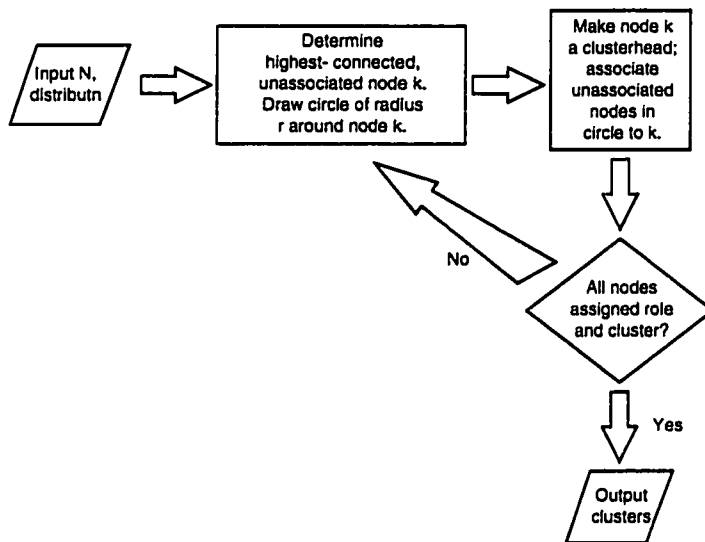 Input N,
distributn
Determine
highest- connected,
unassociated node k.
Draw circle of radius
r around node k.
Make node k
a clusterhead;
associate
unassociated
nodes in
circle to k.
No
All nodes
assigned role
and cluster?
Yes
Output
clusters